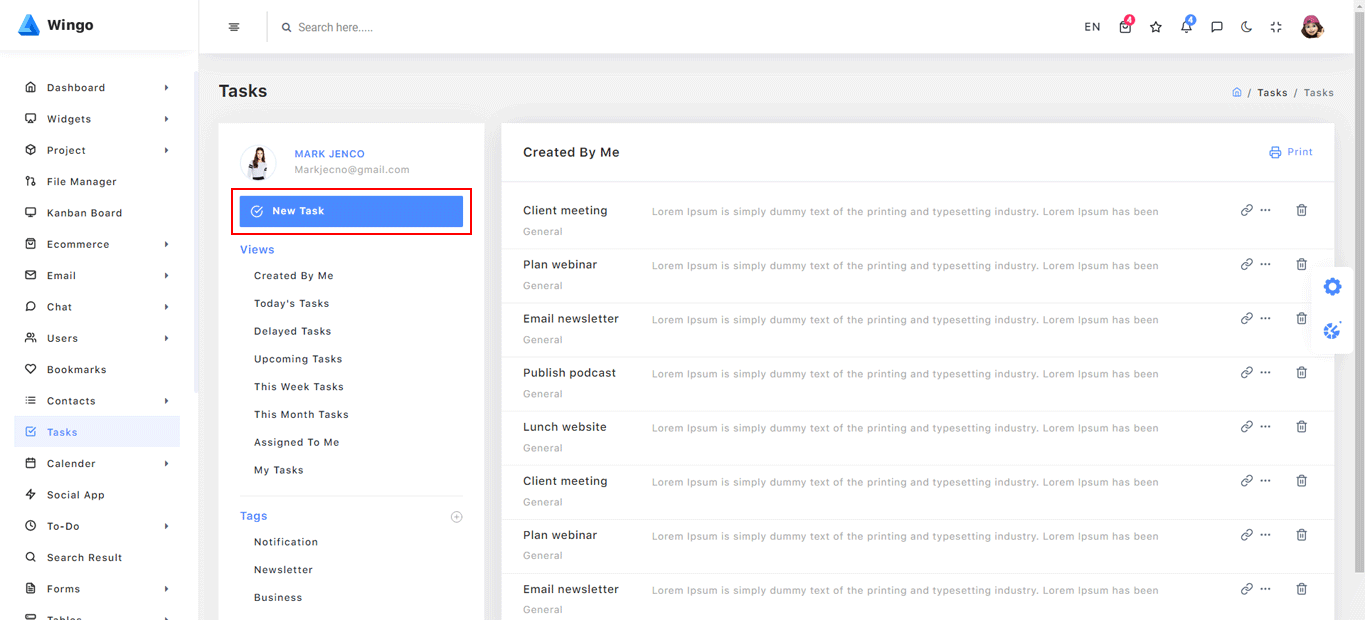 Wingo
Search here.....
EN
4
4
Dashboard
Widgets
Project
File Manager
Kanban Board
Ecommerce
Email
Chat
Users
Bookmarks
Contacts
Tasks
Calender
Social App
To-Do
Search Result
Forms
Tables
Tasks
/ Tasks / Tasks
MARK JENCO
Markjecno@gmail.com
New Task
Views
Created By Me
Today's Tasks
Delayed Tasks
Upcoming Tasks
This Week Tasks
This Month Tasks
Assigned To Me
My Tasks
Tags
Notification
Newsletter
Business
Created By Me
Print
Client meeting
Lorem Ipsum is simply dummy text of the printing and typesetting industry. Lorem Ipsum has been
General
Plan webinar
Lorem Ipsum is simply dummy text of the printing and typesetting industry. Lorem Ipsum has been
General
Email newsletter
Lorem Ipsum is simply dummy text of the printing and typesetting industry. Lorem Ipsum has been
General
Publish podcast
Lorem Ipsum is simply dummy text of the printing and typesetting industry. Lorem Ipsum has been
General
Lunch website
Lorem Ipsum is simply dummy text of the printing and typesetting industry. Lorem Ipsum has been
General
Client meeting
Lorem Ipsum is simply dummy text of the printing and typesetting industry. Lorem Ipsum has been
General
Plan webinar
Lorem Ipsum is simply dummy text of the printing and typesetting industry. Lorem Ipsum has been
General
Email newsletter
Lorem Ipsum is simply dummy text of the printing and typesetting industry. Lorem Ipsum has been
General